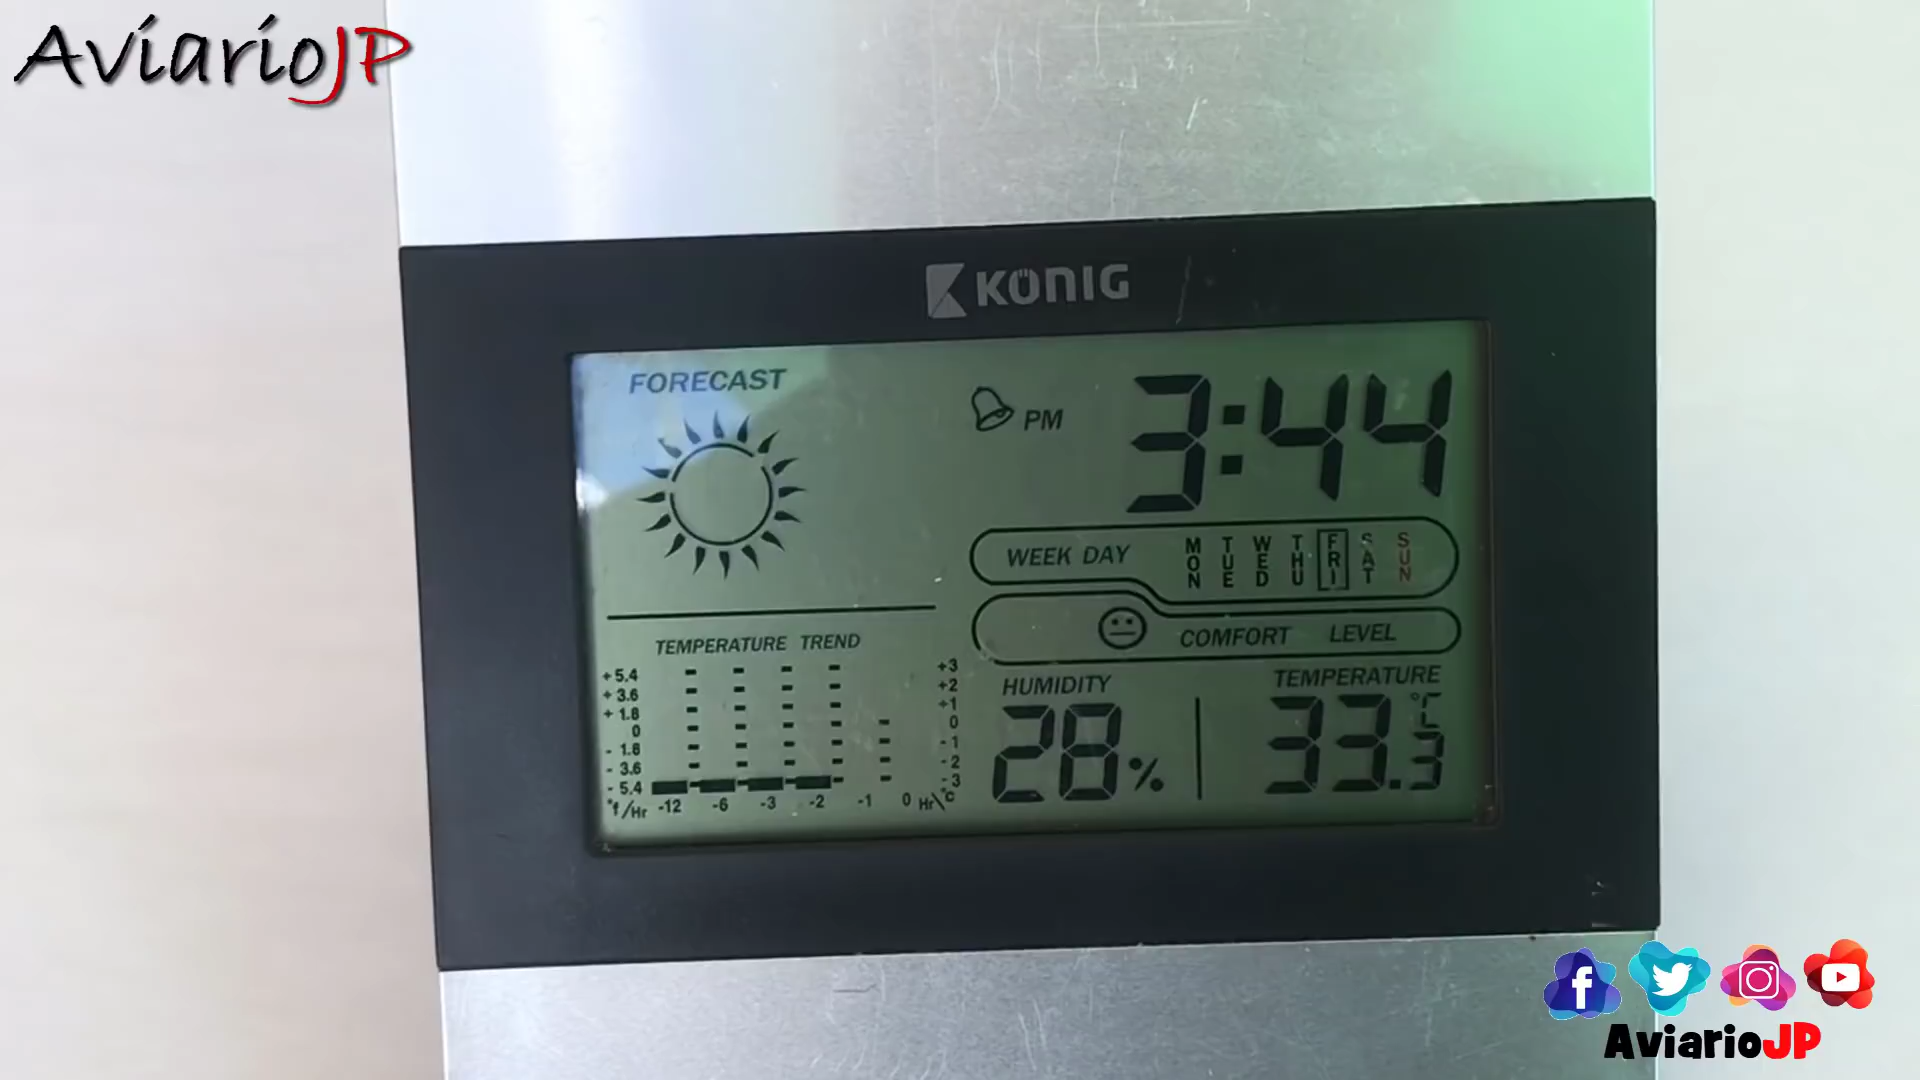 AviarioJP
KÖNIG
FORECAST
PM 3:44
WEEK DAY MON TUE WED THU FRI SAT SUN
COMFORT LEVEL
TEMPERATURE TREND
+5.4 +3
+3.6 +2
+1.8 +1
0 0
-1.8 -1
-3.6 -2
-5.4 -3
°f/Hr -12 -6 -3 -2 -1 0 Hr\°C
HUMIDITY TEMPERATURE
28% 33.3 °C
AviarioJP